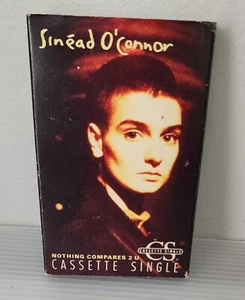 Sinéad O'Connor
NOTHING COMPARES 2 U
CASSETTE SINGLE
CS
CASSETTE SINGLE